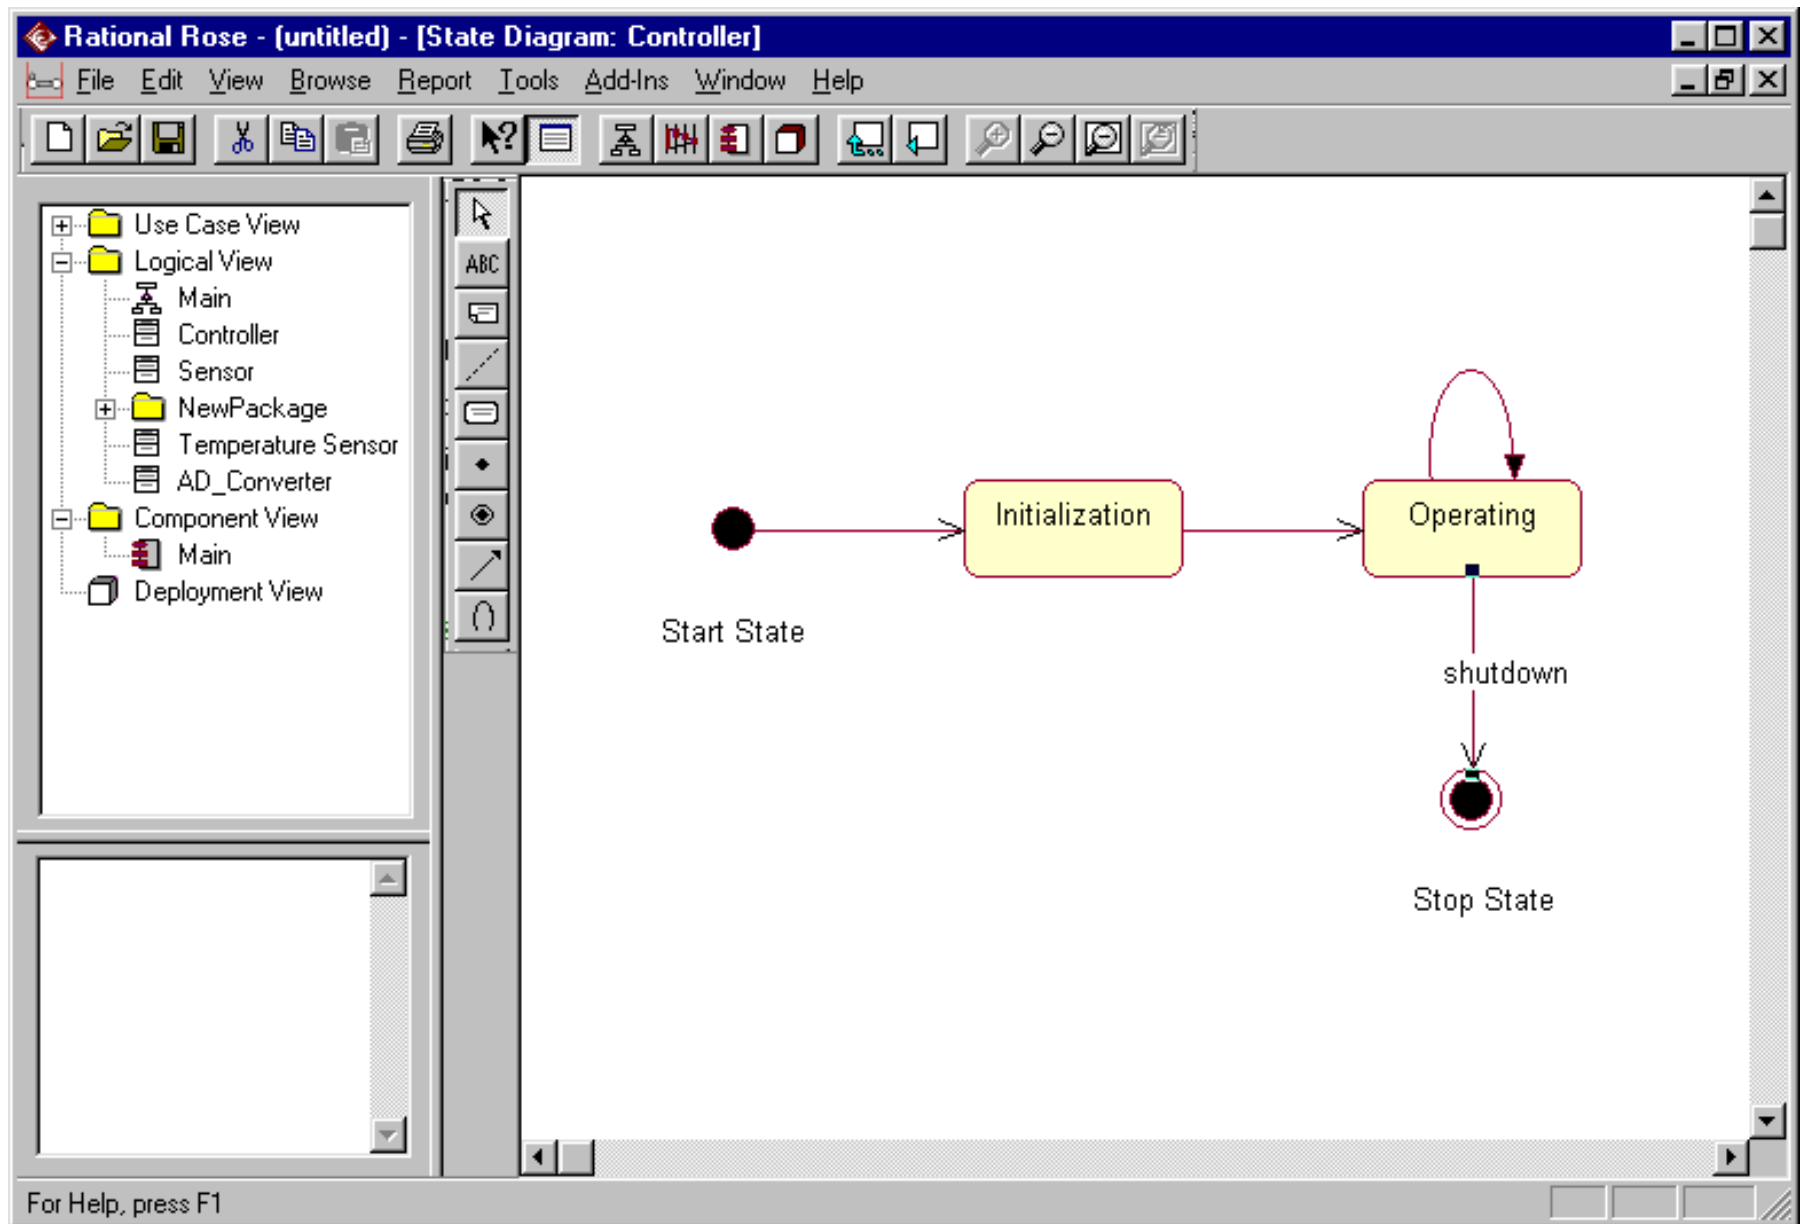 Rational Rose - (untitled) - [State Diagram: Controller]
File Edit View Browse Report Tools Add-Ins Window Help
Use Case View
Logical View
Main
Controller
Sensor
NewPackage
Temperature Sensor
AD_Converter
Component View
Main
Deployment View
ABC
Initialization
Operating
Start State
shutdown
Stop State
For Help, press F1